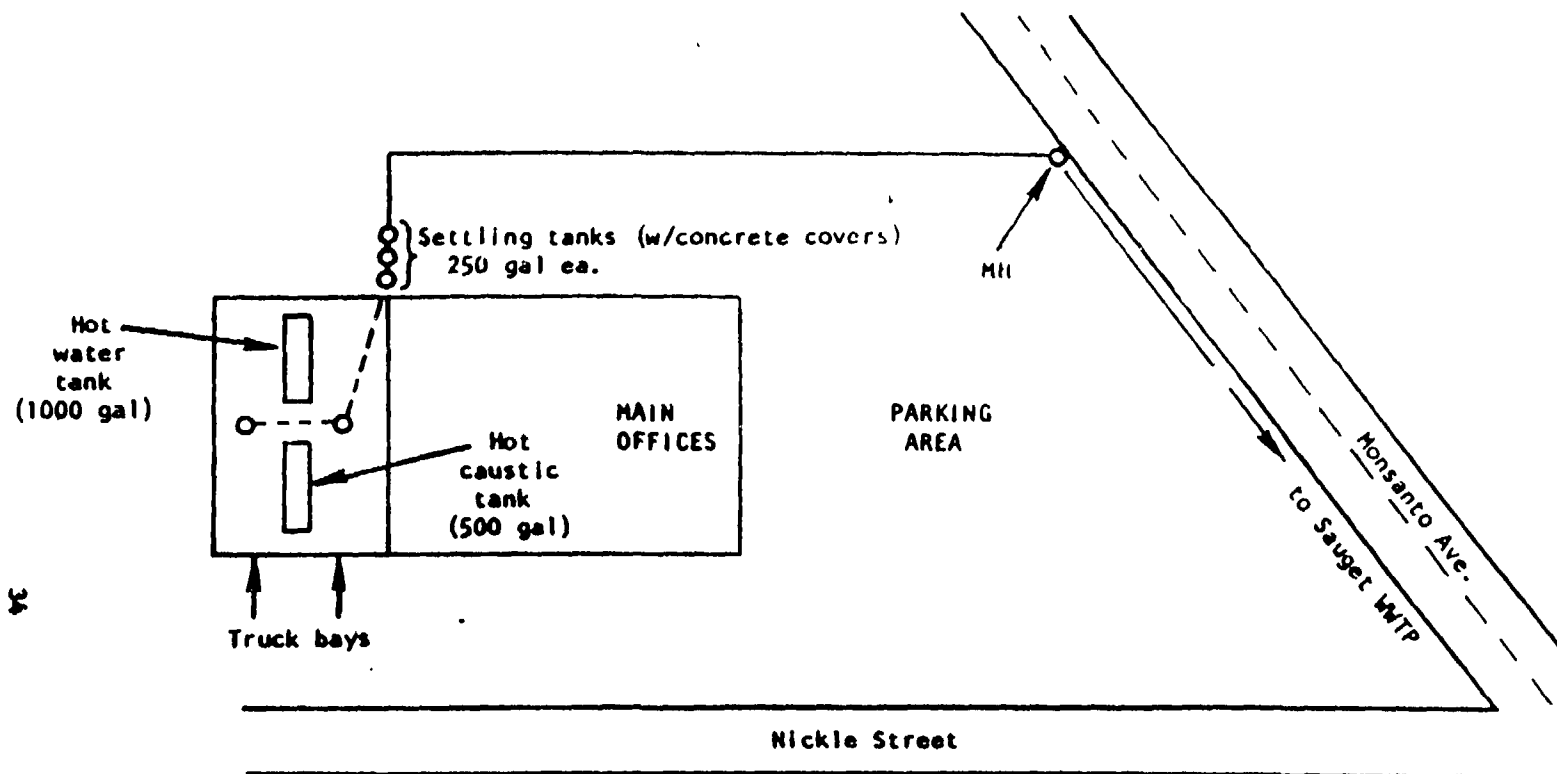 Settling tanks (w/concrete covers)
250 gal ea.
MH
Hot
water
tank
(1000 gal)
MAIN
OFFICES
PARKING
AREA
Hot
caustic
tank
(500 gal)
Monsanto Ave.
to Sauget WWTP
34
Truck bays
Nickle Street